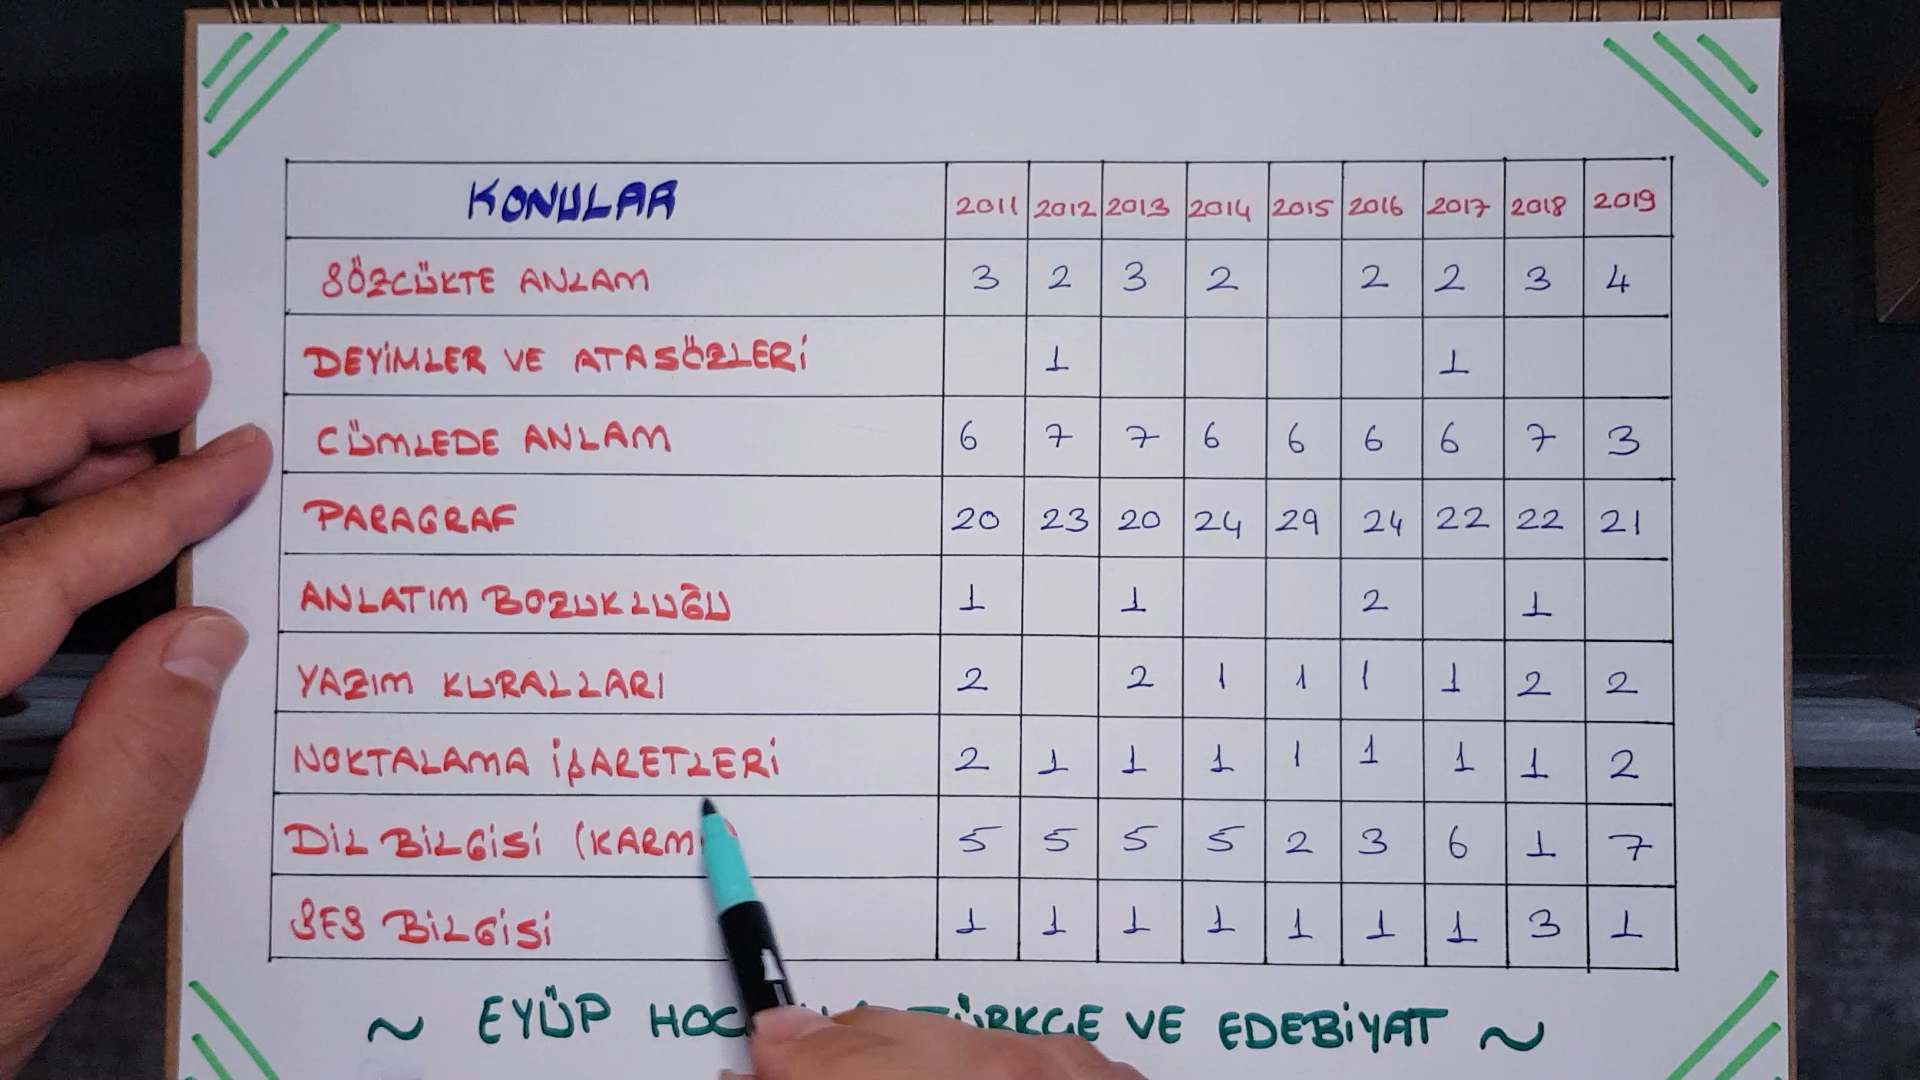 KONULAR 2011 2012 2013 2014 2015 2016 2017 2018 2019
SÖZCÜKTE ANLAM 3 2 3 2 2 2 3 4
DEYİMLER VE ATASÖZLERİ 1 1
CÜMLEDE ANLAM 6 7 7 6 6 6 6 7 3
PARAGRAF 20 23 20 24 29 24 22 22 21
ANLATIM BOZUKLUĞU 1 1 2 1
YAZIM KURALLARI 2 2 1 1 1 1 2 2
NOKTALAMA İŞARETLERİ 2 1 1 1 1 1 1 1 2
DİL BİLGİSİ 5 5 5 5 2 3 6 1 7
SES BİLGİSİ 1 1 1 1 1 1 1 3 1
~ EYÜP VE EDEBİYAT ~